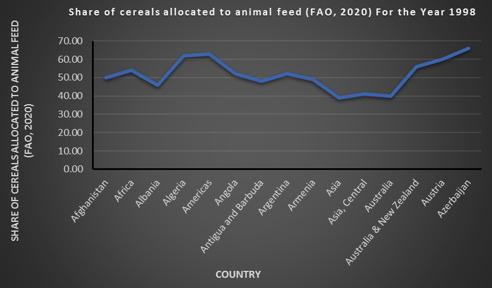 Share of cereals allocated to animal feed (FAO, 2020) For the Year 1998
SHARE OF CEREALS ALLOCATED TO ANIMAL FEED
(FAO, 2020)
70.00
60.00
50.00
40.00
30.00
20.00
10.00
0.00
Afghanistan
Africa
Albania
Algeria
Americas
Angola
Antigua and Barbuda
Argentina
Armenia
Asia
Asia, Central
Australia
Australia & New Zealand
Austria
Azerbaijan
COUNTRY